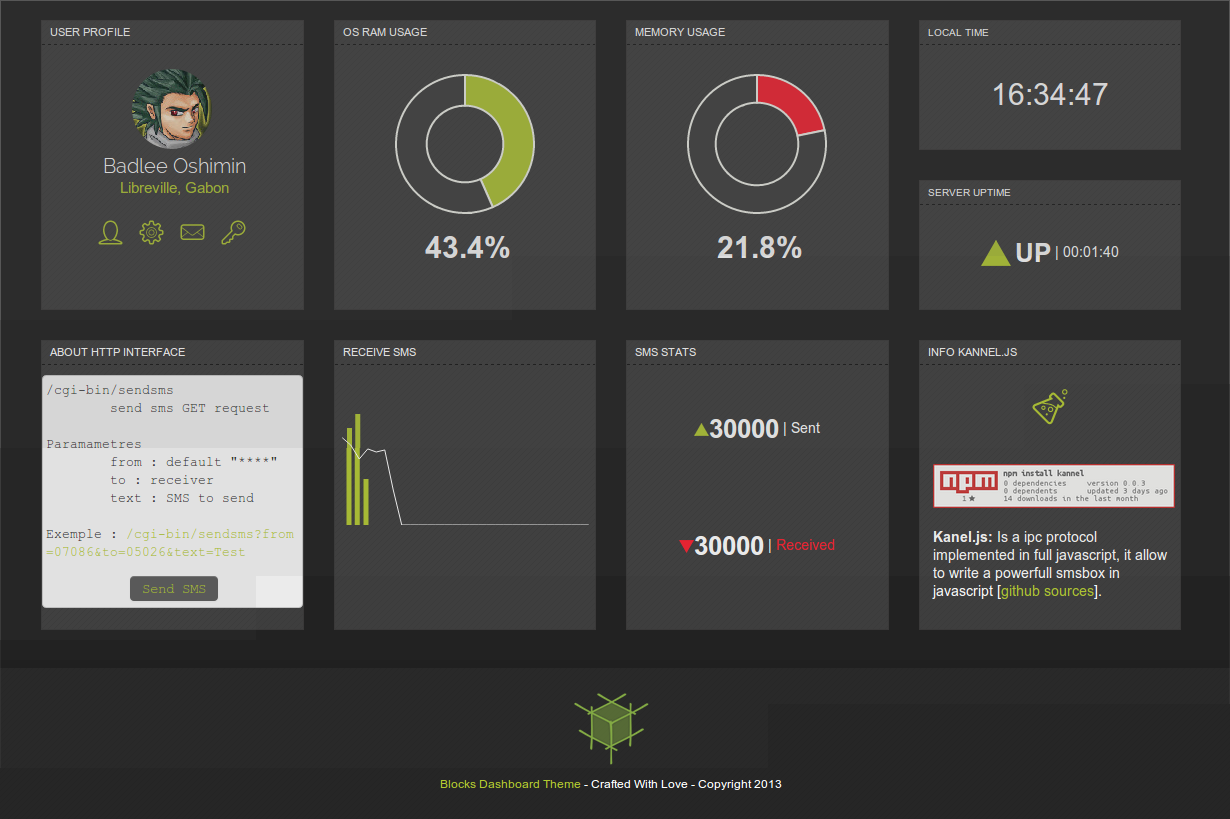 USER PROFILE
Badlee Oshimin
Libreville, Gabon
OS RAM USAGE
43.4%
MEMORY USAGE
21.8%
LOCAL TIME
16:34:47
SERVER UPTIME
UP | 00:01:40
ABOUT HTTP INTERFACE
/cgi-bin/sendsms
send sms GET request
Paramametres
from : default "****"
to : receiver
text : SMS to send
Exemple : /cgi-bin/sendsms?from
=07086&to=05026&text=Test
Send SMS
RECEIVE SMS
SMS STATS
30000 | Sent
30000 | Received
INFO KANNEL.JS
npm
1★
npm install kannel
0 dependencies version 0.0.3
0 dependents updated 3 days ago
14 downloads in the last month
Kanel.js: Is a ipc protocol
implemented in full javascript, it allow
to write a powerfull smsbox in
javascript [github sources].
Blocks Dashboard Theme - Crafted With Love - Copyright 2013